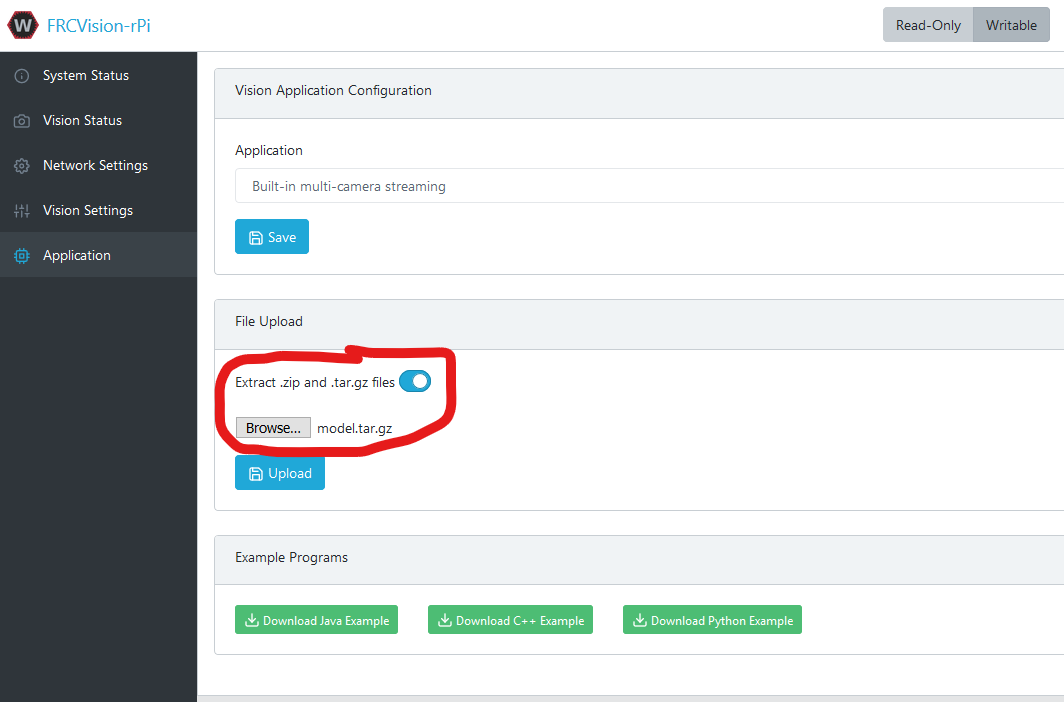 W FRCVision-rPi
Read-Only Writable
System Status
Vision Status
Network Settings
Vision Settings
Application
Vision Application Configuration
Application
Built-in multi-camera streaming
Save
File Upload
Extract .zip and .tar.gz files
Browse... model.tar.gz
Upload
Example Programs
Download Java Example Download C++ Example Download Python Example